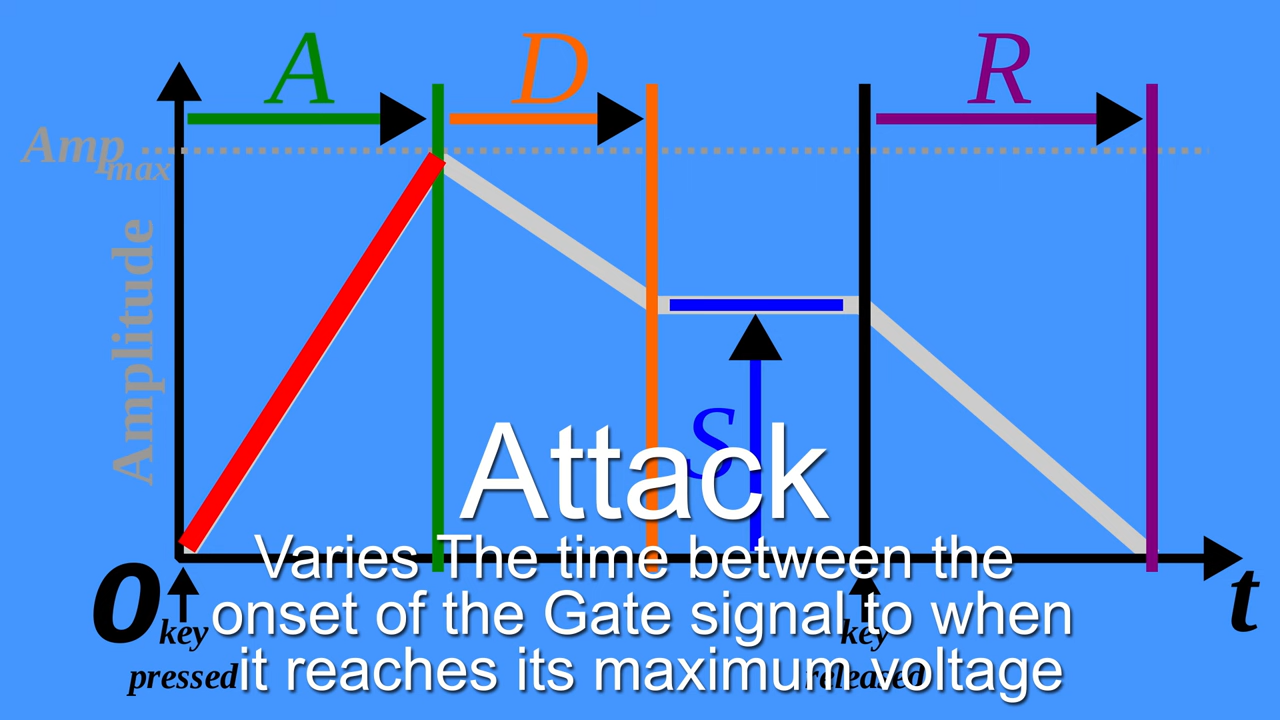 A
D
R
Amp
max
Amplitude
S
Attack
Varies The time between the
onset of the Gate signal to when
it reaches its maximum voltage
0
key
pressed
key
released
t